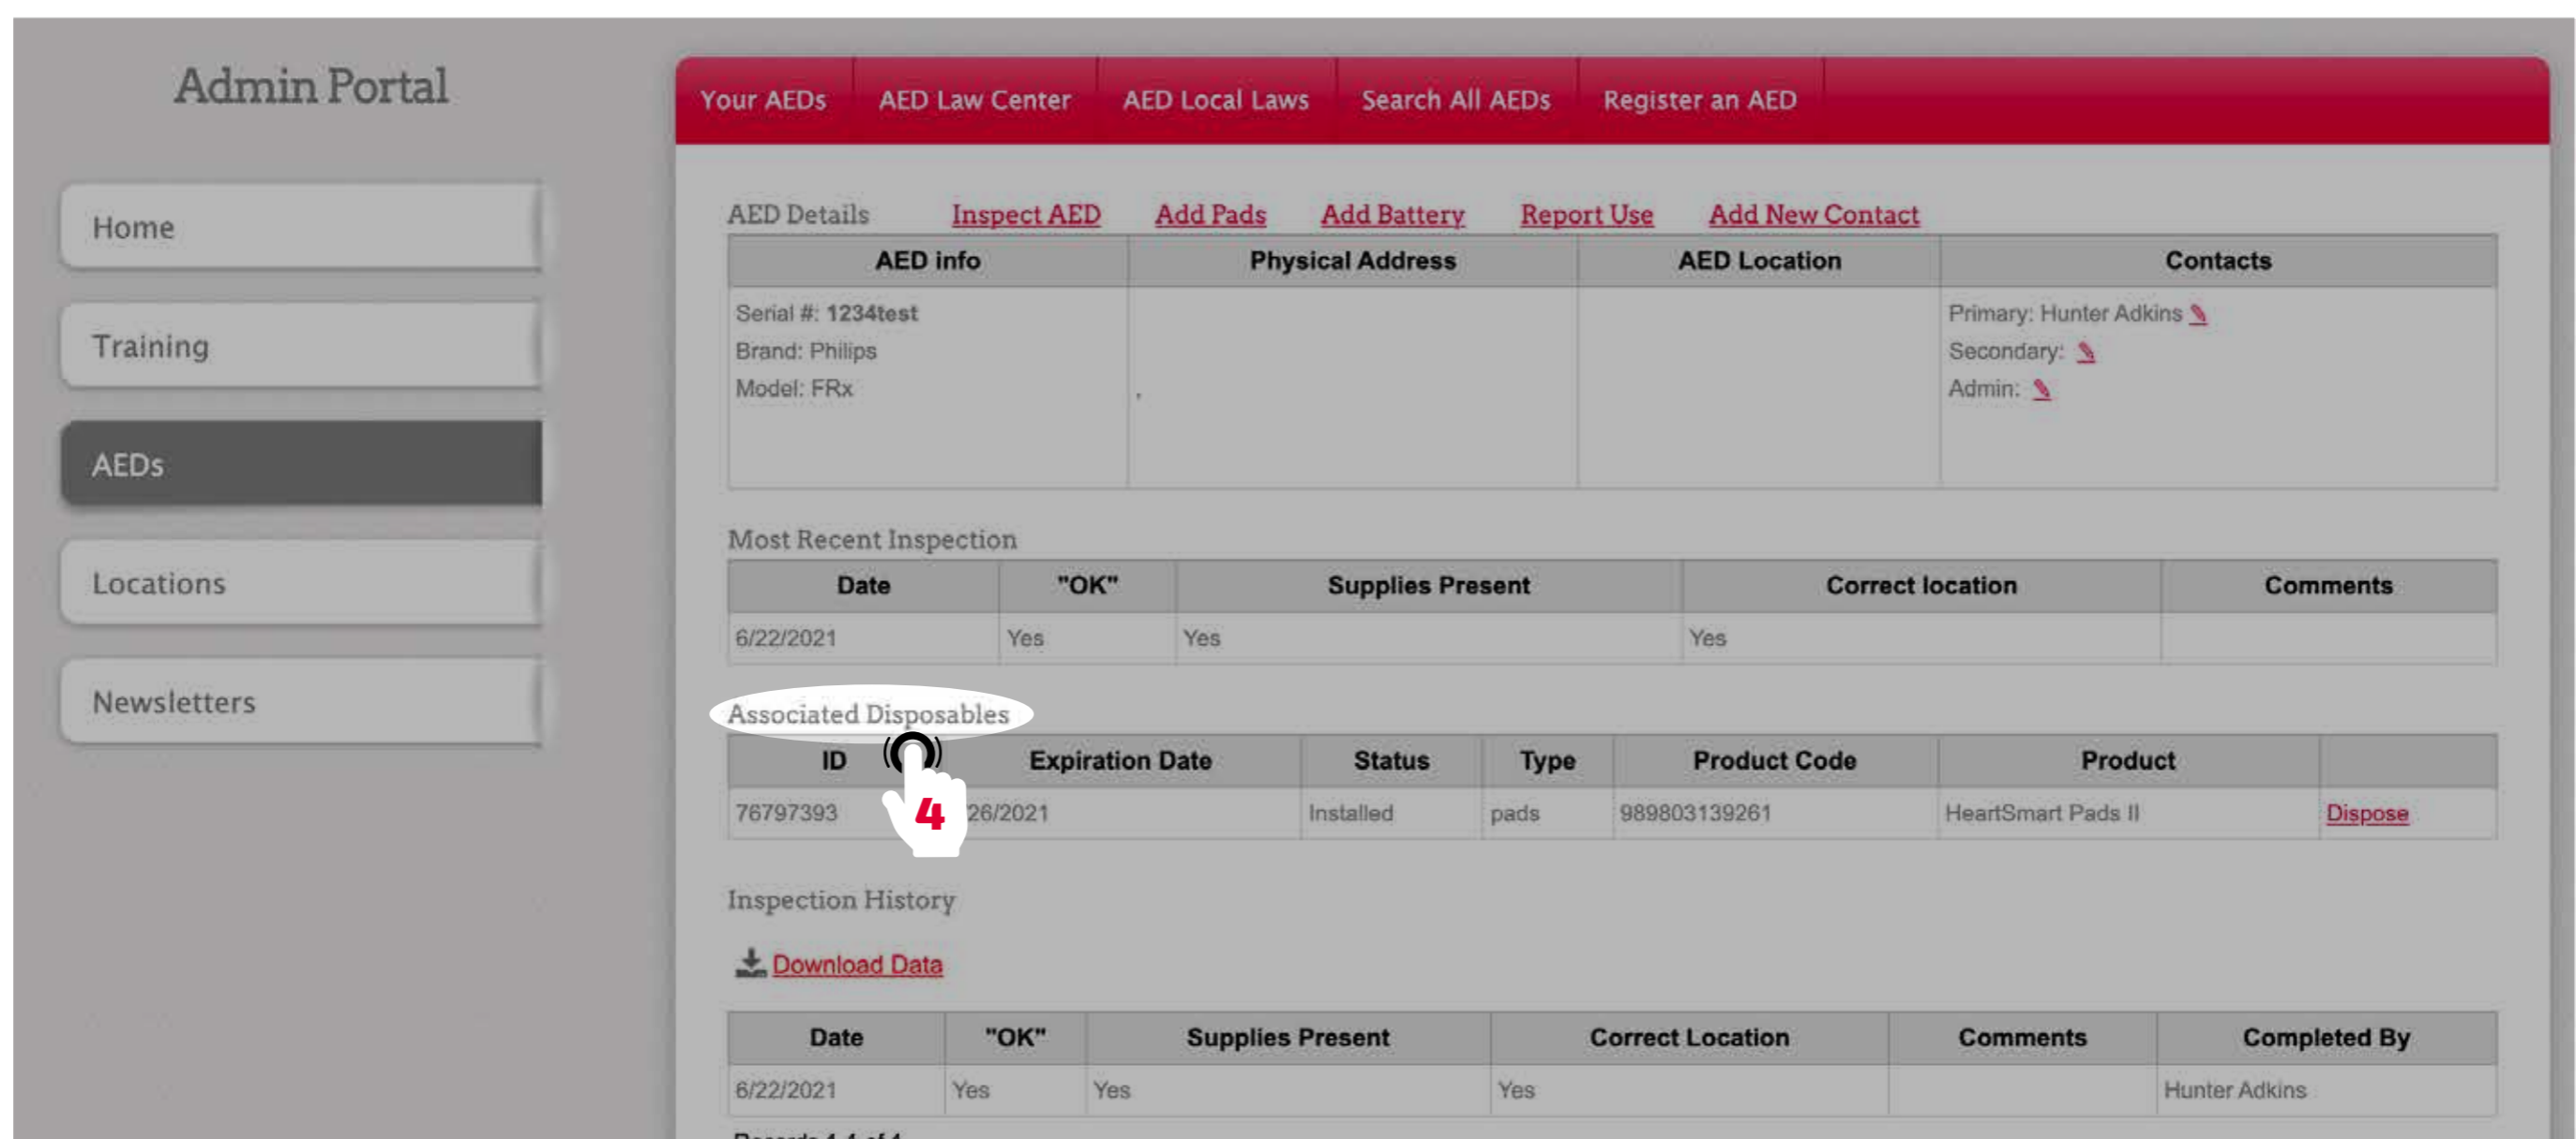 Admin Portal
Home
Training
AEDs
Locations
Newsletters
Your AEDs AED Law Center AED Local Laws Search All AEDs Register an AED
AED Details Inspect AED Add Pads Add Battery Report Use Add New Contact
AED info Physical Address AED Location Contacts
Serial #: 1234test Primary: Hunter Adkins
Brand: Philips Secondary:
Model: FRx , Admin:
Most Recent Inspection
Date "OK" Supplies Present Correct location Comments
6/22/2021 Yes Yes Yes
Associated Disposables
ID Expiration Date Status Type Product Code Product
76797393 4 /26/2021 Installed pads 989803139261 HeartSmart Pads II Dispose
Inspection History
Download Data
Date "OK" Supplies Present Correct Location Comments Completed By
6/22/2021 Yes Yes Yes Hunter Adkins